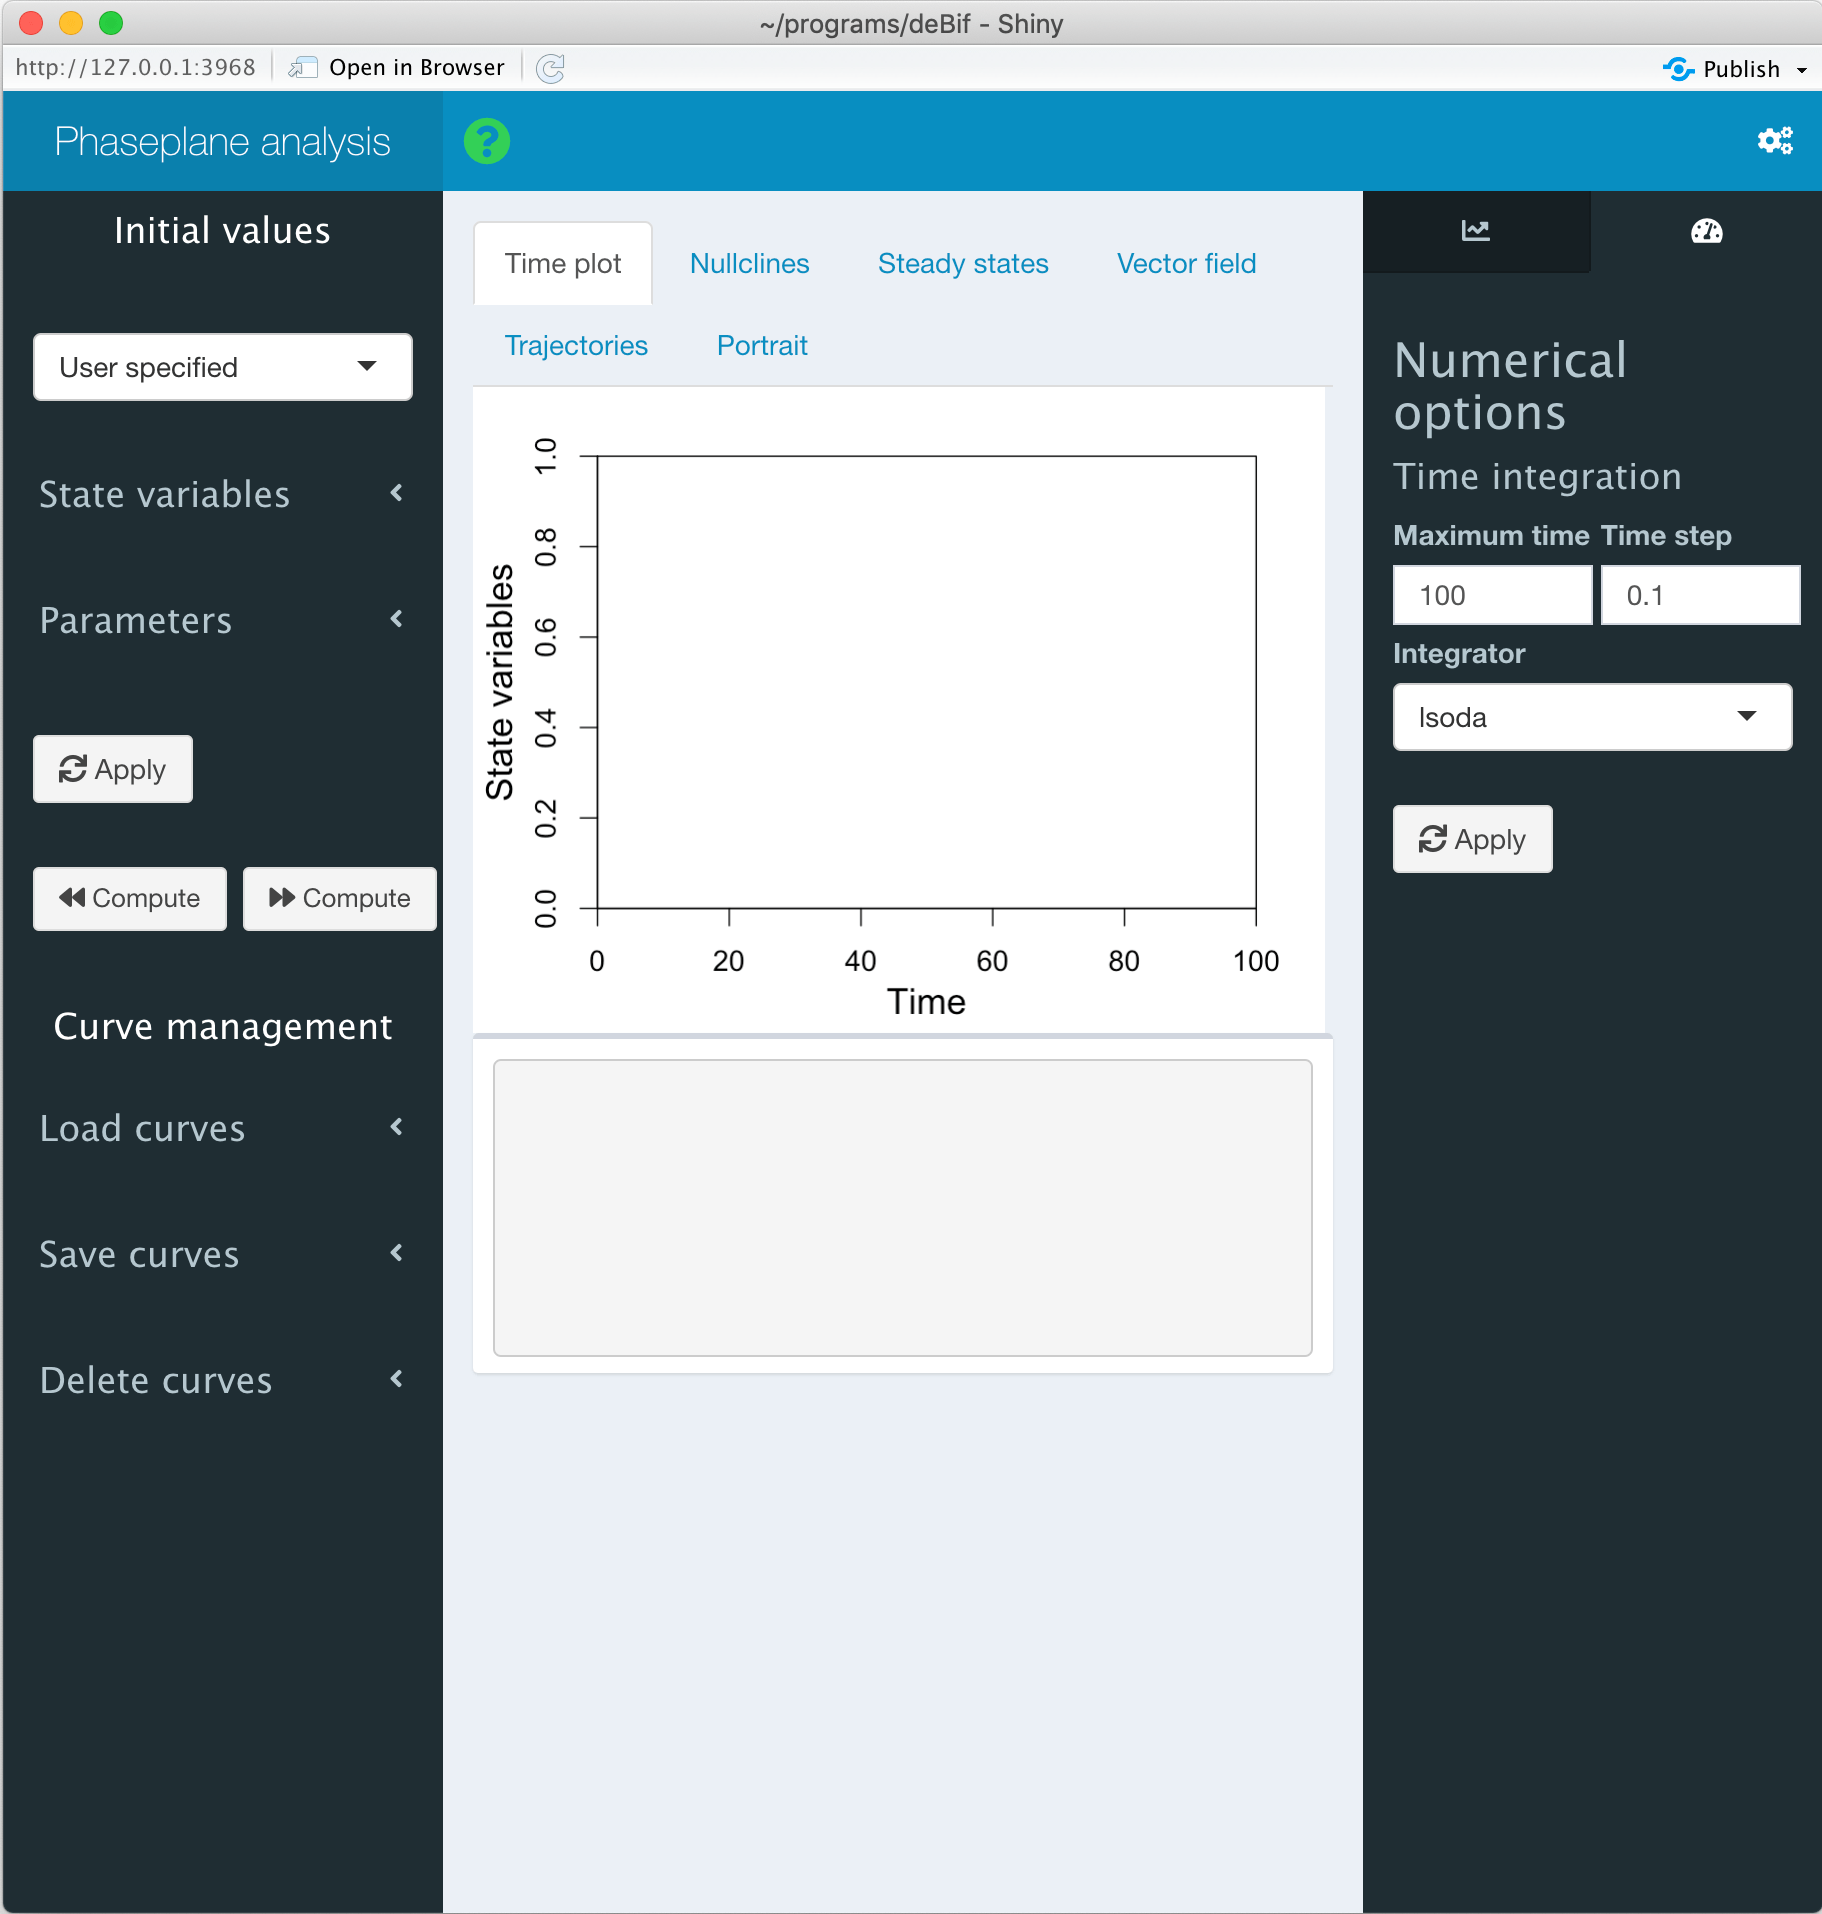 ~/programs/deBif - Shiny
http://127.0.0.1:3968
Open in Browser
Publish
Phaseplane analysis
?
Initial values
User specified
State variables
Parameters
Apply
Compute
Compute
Curve management
Load curves
Save curves
Delete curves
Time plot
Nullclines
Steady states
Vector field
Trajectories
Portrait
State variables
1.0
0.8
0.6
0.4
0.2
0.0
0
20
40
60
80
100
Time
Numerical
options
Time integration
Maximum time
Time step
100
0.1
Integrator
lsoda
Apply